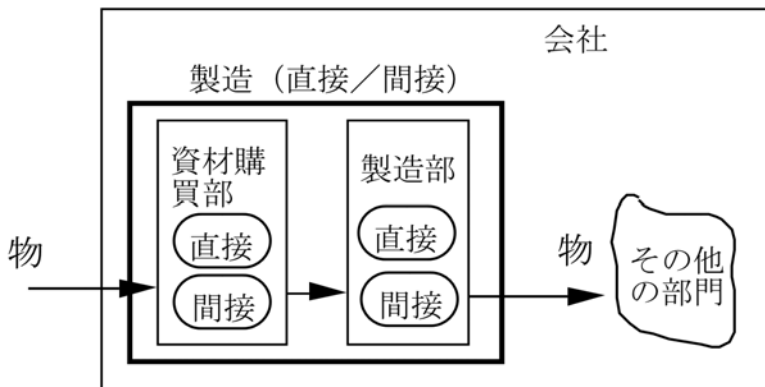 会社
製造（直接／間接）
資材購
買部
直接
間接
製造部
直接
間接
物
物
その他
の部門